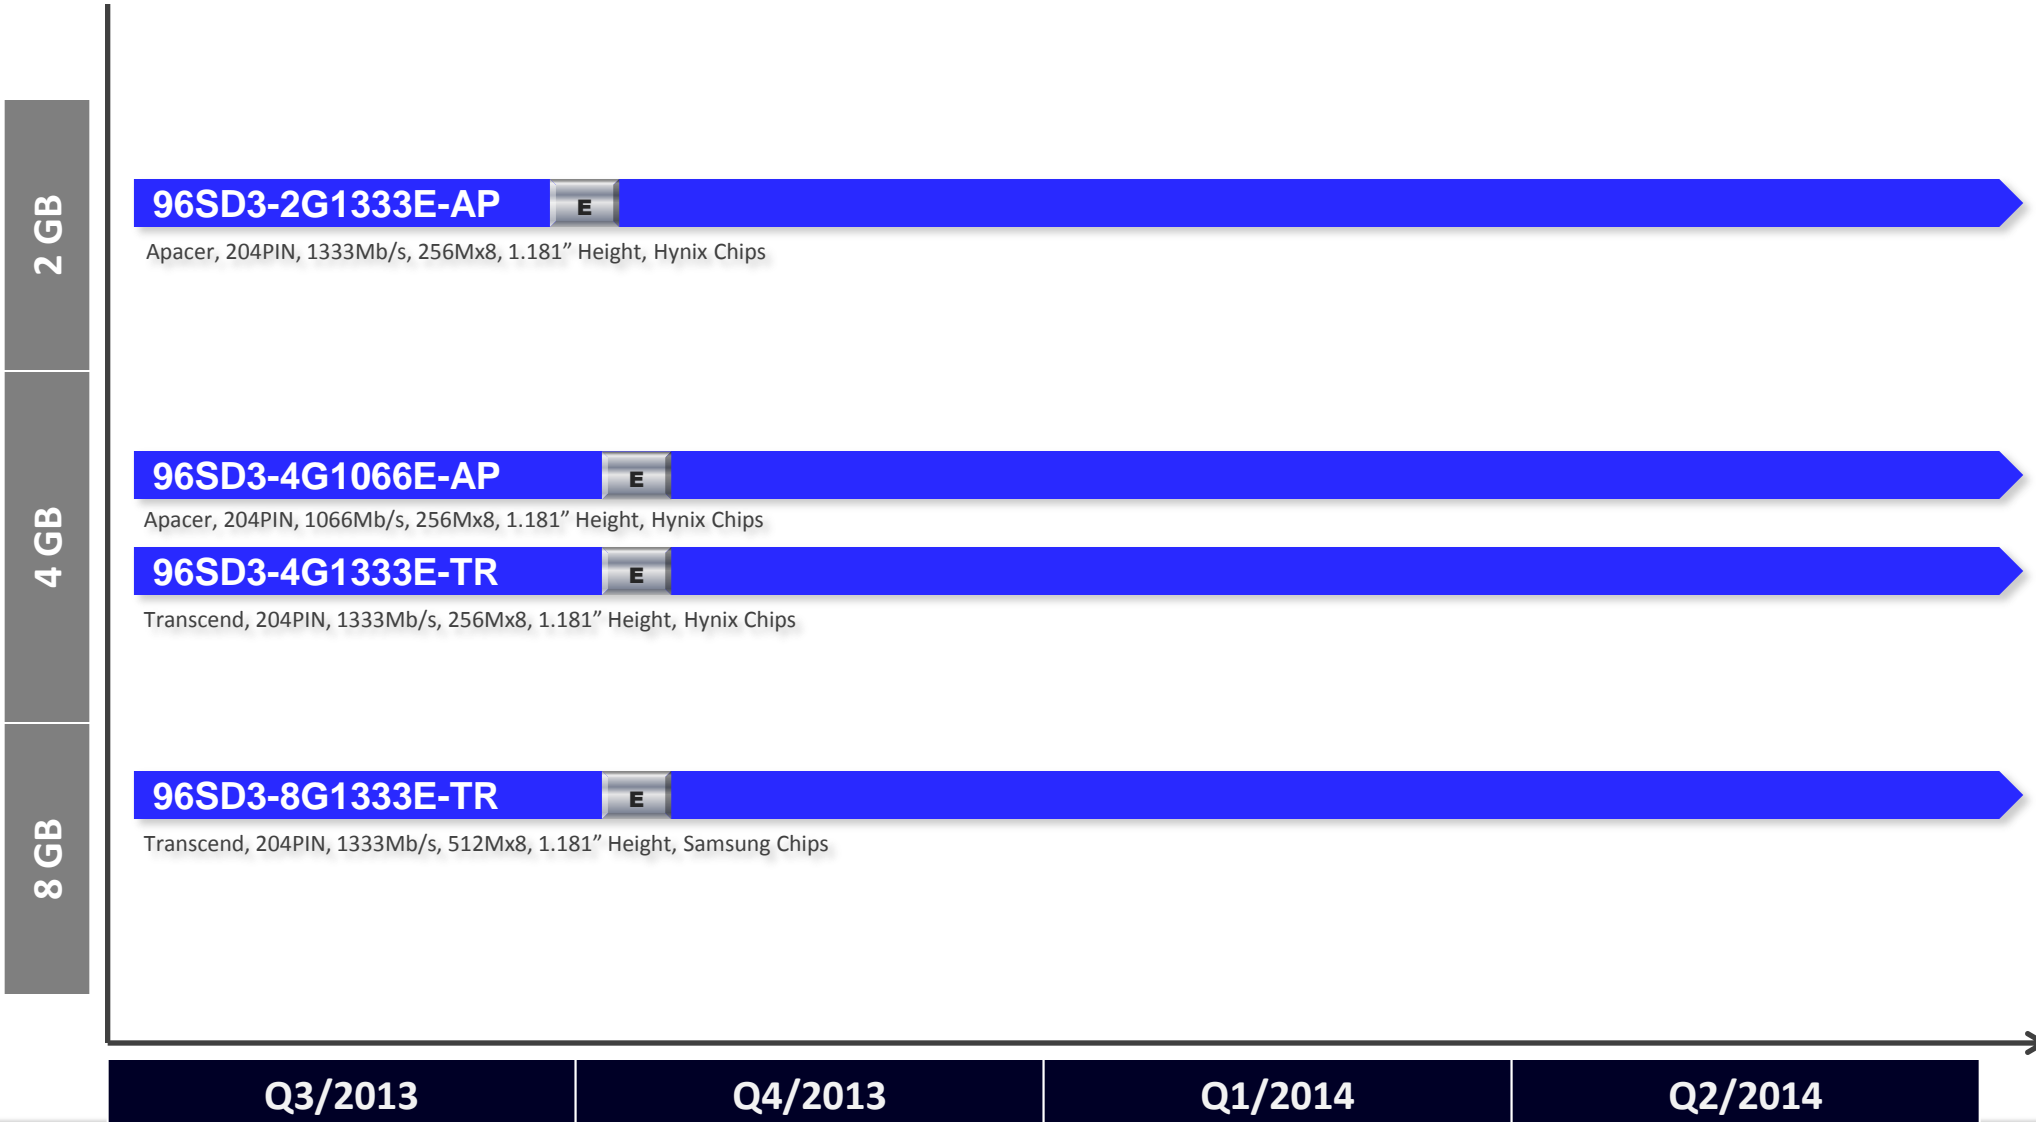 2 GB
96SD3-2G1333E-AP E
Apacer, 204PIN, 1333Mb/s, 256Mx8, 1.181” Height, Hynix Chips
4 GB
96SD3-4G1066E-AP E
Apacer, 204PIN, 1066Mb/s, 256Mx8, 1.181” Height, Hynix Chips
96SD3-4G1333E-TR E
Transcend, 204PIN, 1333Mb/s, 256Mx8, 1.181” Height, Hynix Chips
8 GB
96SD3-8G1333E-TR E
Transcend, 204PIN, 1333Mb/s, 512Mx8, 1.181” Height, Samsung Chips
Q3/2013 Q4/2013 Q1/2014 Q2/2014